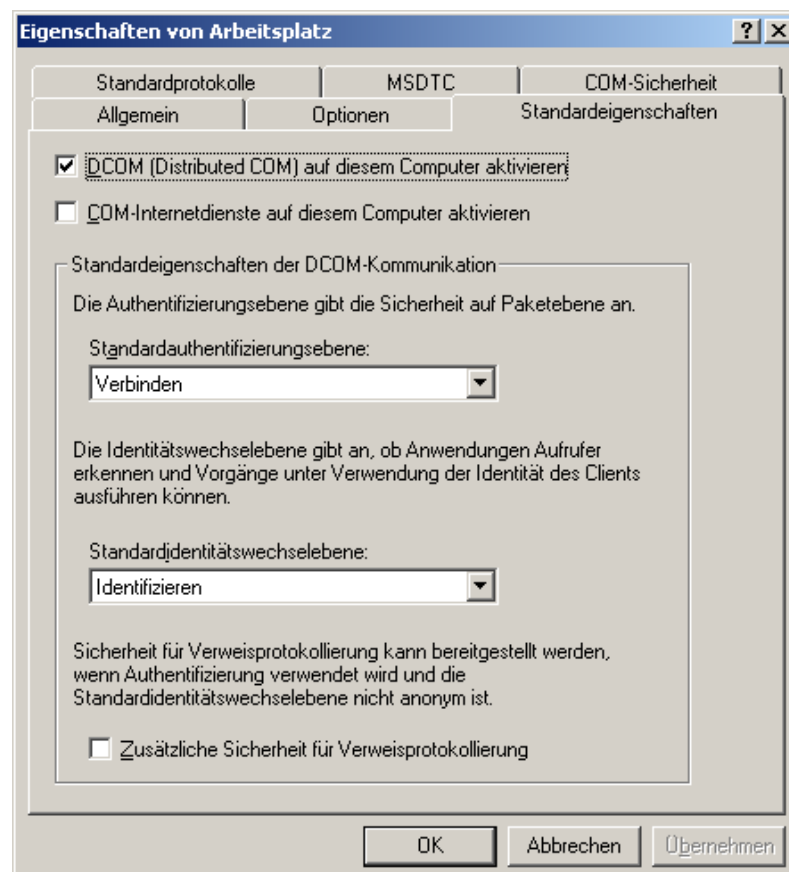 Eigenschaften von Arbeitsplatz
Standardprotokolle MSDTC COM-Sicherheit
Allgemein Optionen Standardeigenschaften
DCOM (Distributed COM) auf diesem Computer aktivieren
COM-Internetdienste auf diesem Computer aktivieren
Standardeigenschaften der DCOM-Kommunikation
Die Authentifizierungsebene gibt die Sicherheit auf Paketebene an.
Standardauthentifizierungsebene:
Verbinden
Die Identitätswechselebene gibt an, ob Anwendungen Aufrufer
erkennen und Vorgänge unter Verwendung der Identität des Clients
ausführen können.
Standardidentitätswechselebene:
Identifizieren
Sicherheit für Verweisprotokollierung kann bereitgestellt werden,
wenn Authentifizierung verwendet wird und die
Standardidentitätswechselebene nicht anonym ist.
Zusätzliche Sicherheit für Verweisprotokollierung
OK Abbrechen Übernehmen